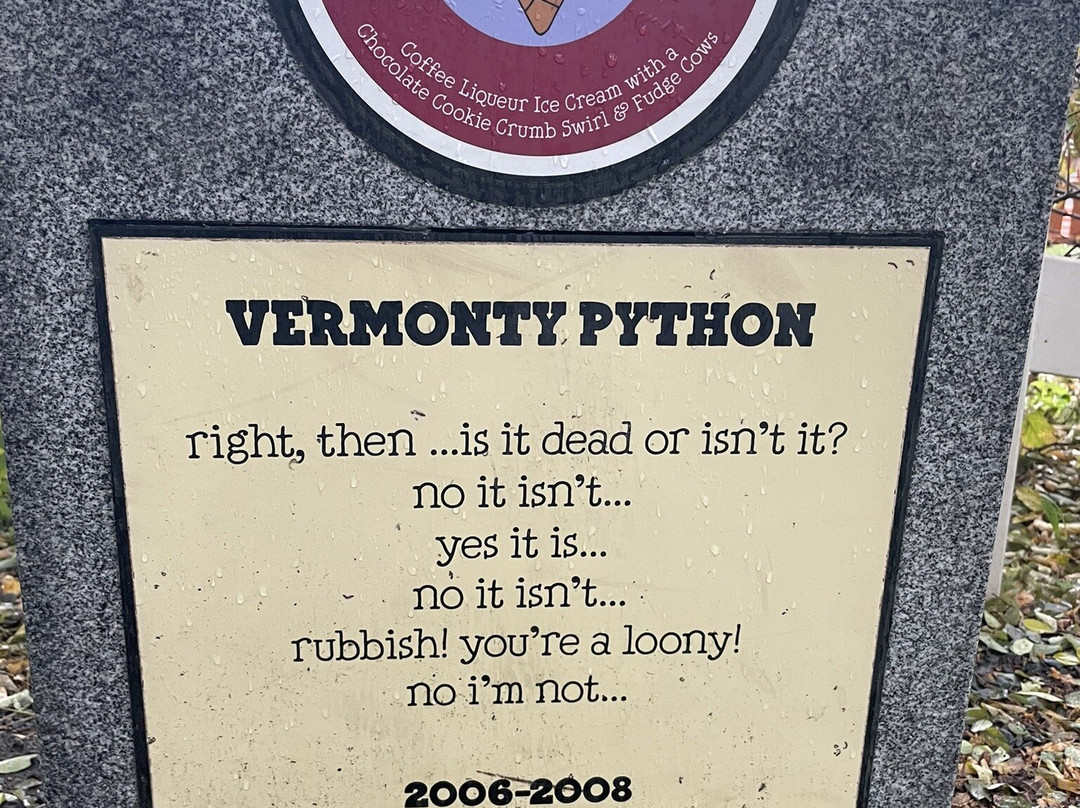 Coffee Liqueur Ice Cream with a
Chocolate Cookie Crumb Swirl & Fudge Cows
VERMONTY PYTHON
right, then ...is it dead or isn't it?
no it isn't...
yes it is...
no it isn't...
rubbish! you're a loony!
no i'm not...
2006-2008